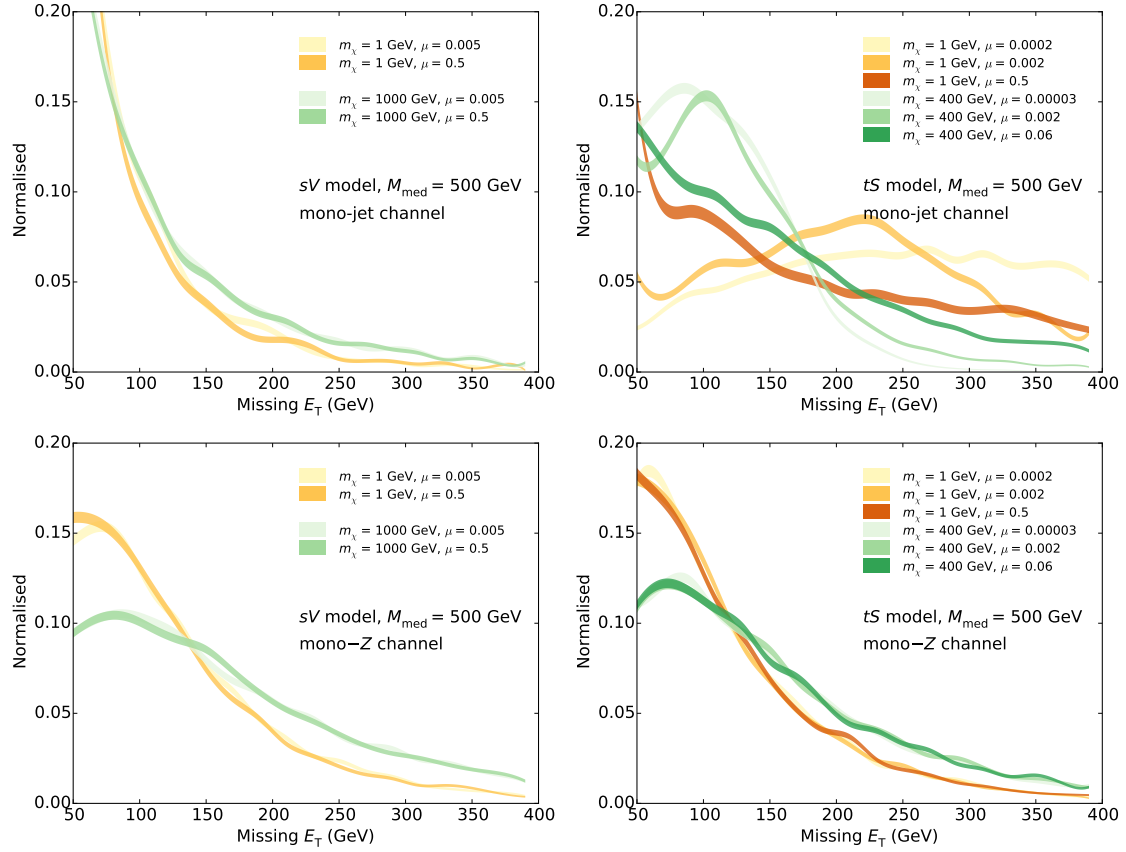 0.20
0.15
0.10
0.05
0.00
Normalised
m_χ = 1 GeV, μ = 0.005
m_χ = 1 GeV, μ = 0.5
m_χ = 1000 GeV, μ = 0.005
m_χ = 1000 GeV, μ = 0.5
sV model, M_med = 500 GeV
mono-jet channel
50 100 150 200 250 300 350 400
Missing E_T (GeV)
0.20
0.15
0.10
0.05
0.00
Normalised
m_χ = 1 GeV, μ = 0.0002
m_χ = 1 GeV, μ = 0.002
m_χ = 1 GeV, μ = 0.5
m_χ = 400 GeV, μ = 0.00003
m_χ = 400 GeV, μ = 0.002
m_χ = 400 GeV, μ = 0.06
tS model, M_med = 500 GeV
mono-jet channel
50 100 150 200 250 300 350 400
Missing E_T (GeV)
0.20
0.15
0.10
0.05
0.00
Normalised
m_χ = 1 GeV, μ = 0.005
m_χ = 1 GeV, μ = 0.5
m_χ = 1000 GeV, μ = 0.005
m_χ = 1000 GeV, μ = 0.5
sV model, M_med = 500 GeV
mono−Z channel
50 100 150 200 250 300 350 400
Missing E_T (GeV)
0.20
0.15
0.10
0.05
0.00
Normalised
m_χ = 1 GeV, μ = 0.0002
m_χ = 1 GeV, μ = 0.002
m_χ = 1 GeV, μ = 0.5
m_χ = 400 GeV, μ = 0.00003
m_χ = 400 GeV, μ = 0.002
m_χ = 400 GeV, μ = 0.06
tS model, M_med = 500 GeV
mono−Z channel
50 100 150 200 250 300 350 400
Missing E_T (GeV)